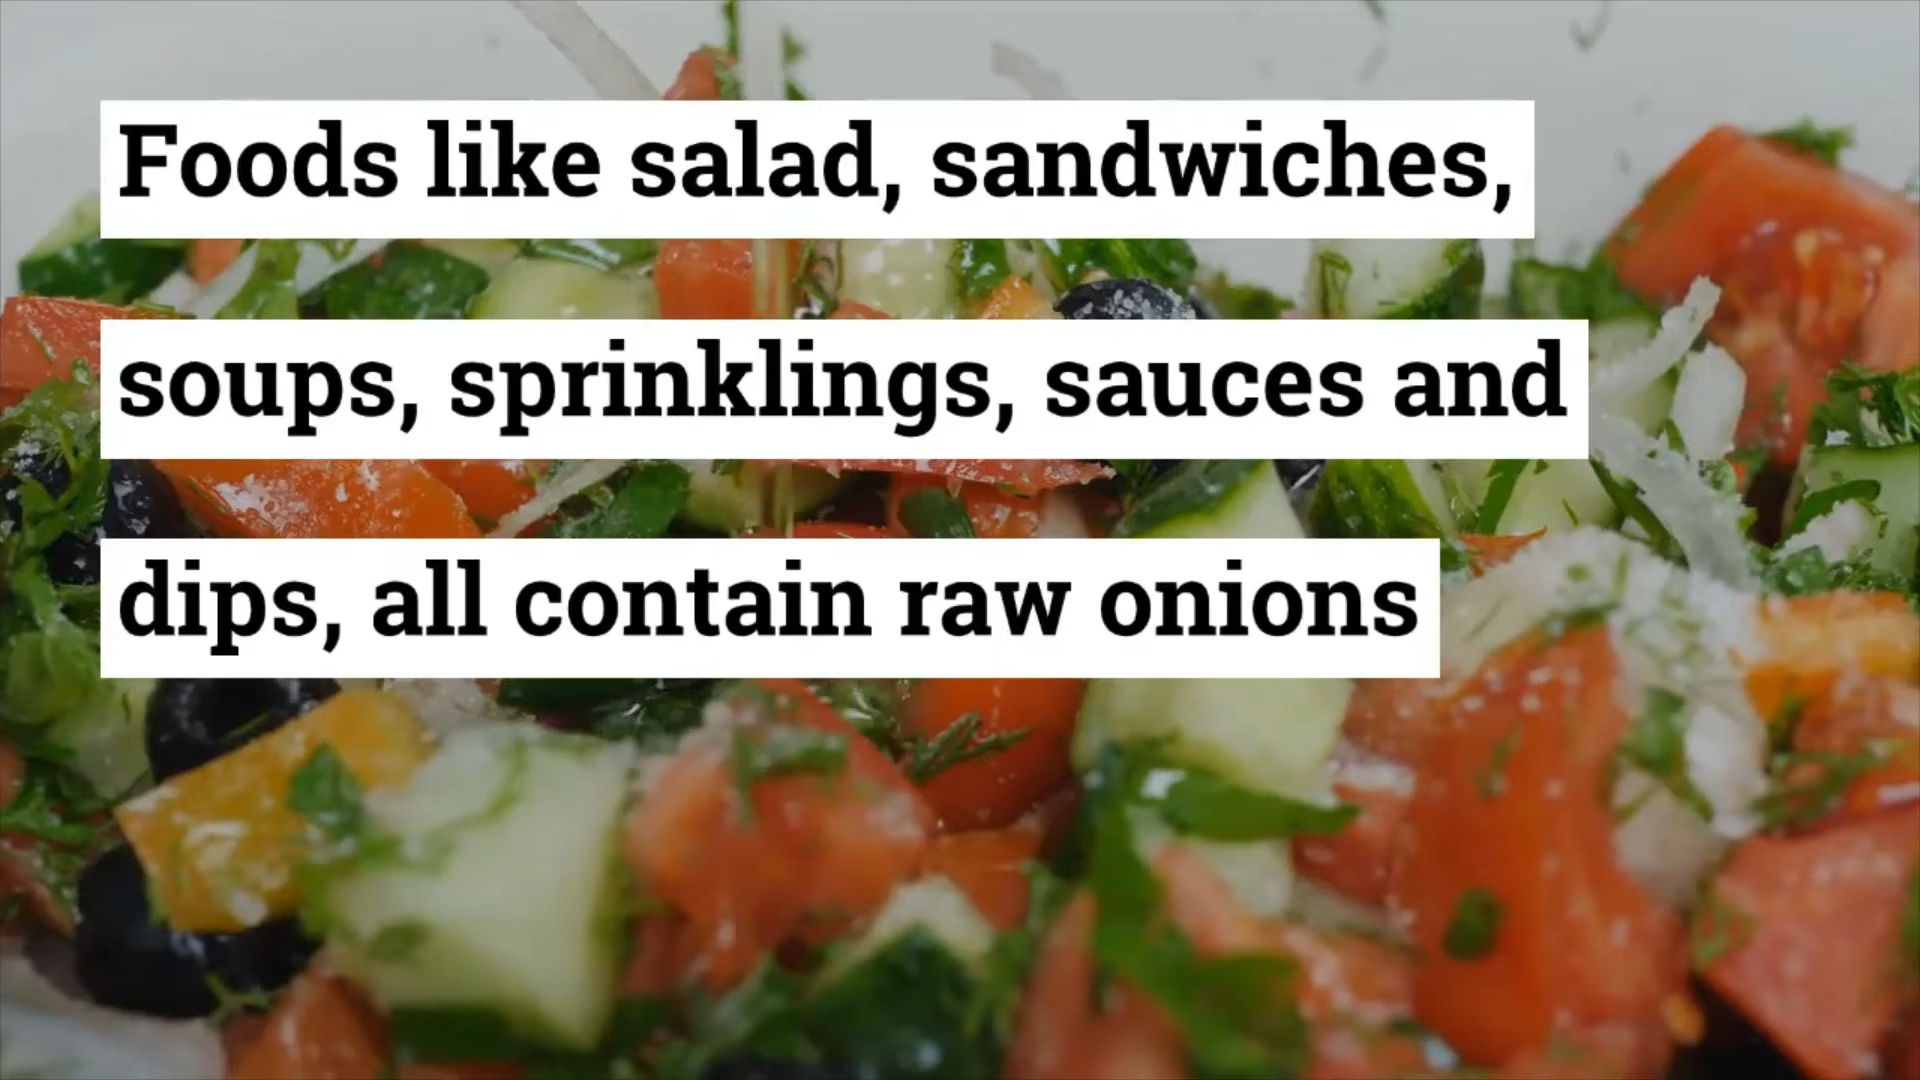 Foods like salad, sandwiches,
soups, sprinklings, sauces and
dips, all contain raw onions